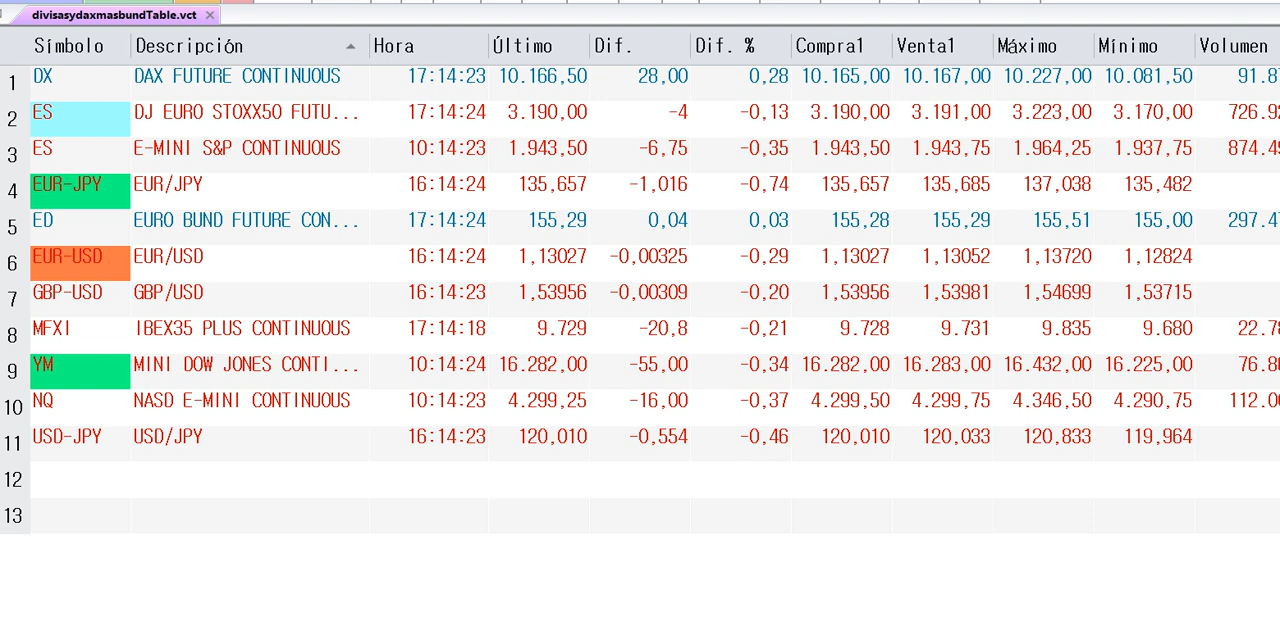 divisasydaxmasbundTable.vct
Símbolo Descripción Hora Último Dif. Dif. % Compra1 Venta1 Máximo Mínimo Volumen
1 DX DAX FUTURE CONTINUOUS 17:14:23 10.166,50 28,00 0,28 10.165,00 10.167,00 10.227,00 10.081,50 91.8
2 ES DJ EURO STOXX50 FUTU... 17:14:24 3.190,00 -4 -0,13 3.190,00 3.191,00 3.223,00 3.170,00 726.92
3 ES E-MINI S&P CONTINUOUS 10:14:23 1.943,50 -6,75 -0,35 1.943,50 1.943,75 1.964,25 1.937,75 874.49
4 EUR-JPY EUR/JPY 16:14:24 135,657 -1,016 -0,74 135,657 135,685 137,038 135,482
5 ED EURO BUND FUTURE CON... 17:14:24 155,29 0,04 0,03 155,28 155,29 155,51 155,00 297.4
6 EUR-USD EUR/USD 16:14:24 1,13027 -0,00325 -0,29 1,13027 1,13052 1,13720 1,12824
7 GBP-USD GBP/USD 16:14:23 1,53956 -0,00309 -0,20 1,53956 1,53981 1,54699 1,53715
8 MFXI IBEX35 PLUS CONTINUOUS 17:14:18 9.729 -20,8 -0,21 9.728 9.731 9.835 9.680 22.78
9 YM MINI DOW JONES CONTI... 10:14:24 16.282,00 -55,00 -0,34 16.282,00 16.283,00 16.432,00 16.225,00 76.8
10 NQ NASD E-MINI CONTINUOUS 10:14:23 4.299,25 -16,00 -0,37 4.299,50 4.299,75 4.346,50 4.290,75 112.0
11 USD-JPY USD/JPY 16:14:23 120,010 -0,554 -0,46 120,010 120,033 120,833 119,964
12
13